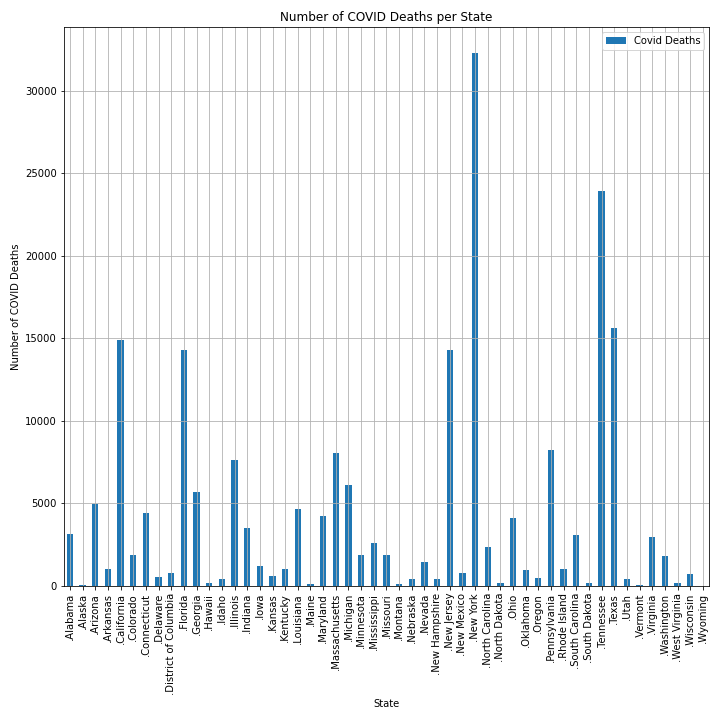 Number of COVID Deaths per State
Covid Deaths
30000
25000
20000
15000
10000
5000
0
Number of COVID Deaths
.Alabama
.Alaska
.Arizona
.Arkansas
.California
.Colorado
.Connecticut
.Delaware
.District of Columbia
.Florida
.Georgia
.Hawaii
.Idaho
.Illinois
.Indiana
.Iowa
.Kansas
.Kentucky
.Louisiana
.Maine
.Maryland
.Massachusetts
.Michigan
.Minnesota
.Mississippi
.Missouri
.Montana
.Nebraska
.Nevada
.New Hampshire
.New Jersey
.New Mexico
.New York
.North Carolina
.North Dakota
.Ohio
.Oklahoma
.Oregon
.Pennsylvania
.Rhode Island
.South Carolina
.South Dakota
.Tennessee
.Texas
.Utah
.Vermont
.Virginia
.Washington
.West Virginia
.Wisconsin
.Wyoming
State